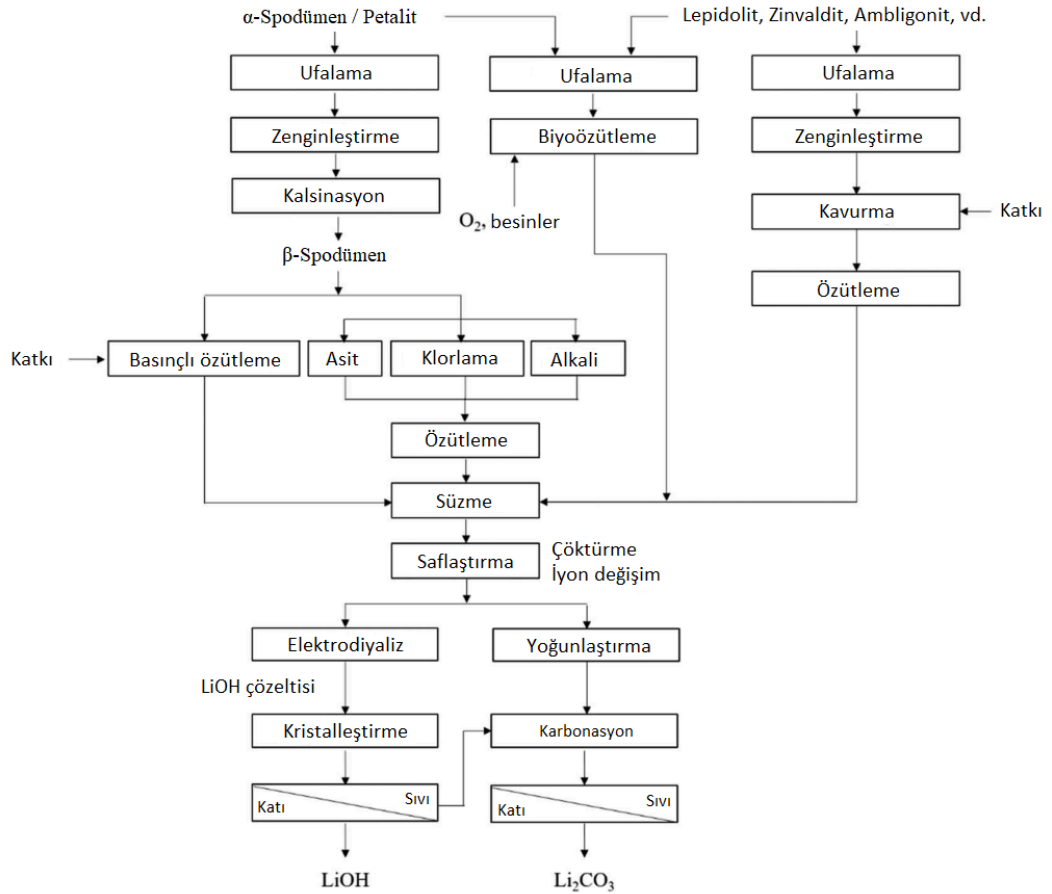 α-Spodümen / Petalit
Lepidolit, Zinvaldit, Ambligonit, vd.
Ufalama
Ufalama
Ufalama
Zenginleştirme
Biyoözütleme
Zenginleştirme
Kalsinasyon
O₂, besinler
Kavurma
Katkı
β-Spodümen
Özütleme
Katkı
Basınçlı özütleme
Asit
Klorlama
Alkali
Özütleme
Süzme
Saflaştırma
Çöktürme
İyon değişim
Elektrodiyaliz
Yoğunlaştırma
LiOH çözeltisi
Kristalleştirme
Karbonasyon
Katı
Sıvı
Katı
Sıvı
LiOH
Li₂CO₃